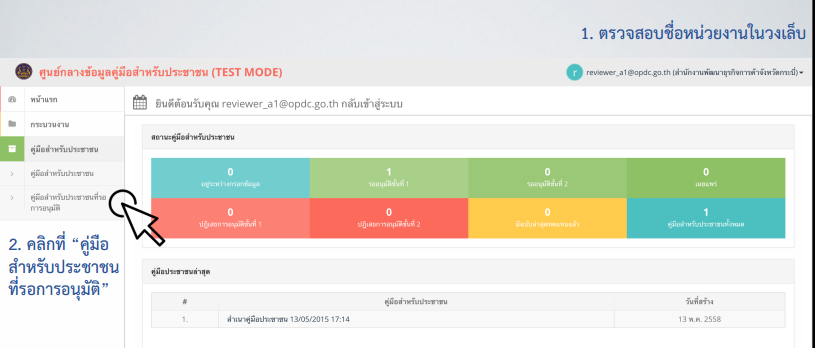 1. ตรวจสอบชื่อหน่วยงานในวงเล็บ
ศูนย์กลางข้อมูลคู่มือสำหรับประชาชน (TEST MODE)
r reviewer_a1@opdc.go.th (สำนักงานพัฒนาธุรกิจการค้าจังหวัดกระบี่)
หน้าแรก
กระบวนงาน
คู่มือสำหรับประชาชน
คู่มือสำหรับประชาชน
คู่มือสำหรับประชาชนที่รอ
การอนุมัติ
2. คลิกที่ “คู่มือ
สำหรับประชาชน
ที่รอการอนุมัติ”
ยินดีต้อนรับคุณ reviewer_a1@opdc.go.th กลับเข้าสู่ระบบ
สถานะคู่มือสำหรับประชาชน
0 1 0 0
อยู่ระหว่างกรอกข้อมูล รออนุมัติขั้นที่ 1 รออนุมัติขั้นที่ 2 เผยแพร่
0 0 0 1
ปฏิเสธการอนุมัติขั้นที่ 1 ปฏิเสธการอนุมัติขั้นที่ 2 คู่มือสำหรับประชาชนทั้งหมด
คู่มือประชาชนล่าสุด
# คู่มือสำหรับประชาชน วันที่สร้าง
1. สำเนาคู่มือประชาชน 13/05/2015 17:14 13 พ.ค. 2558